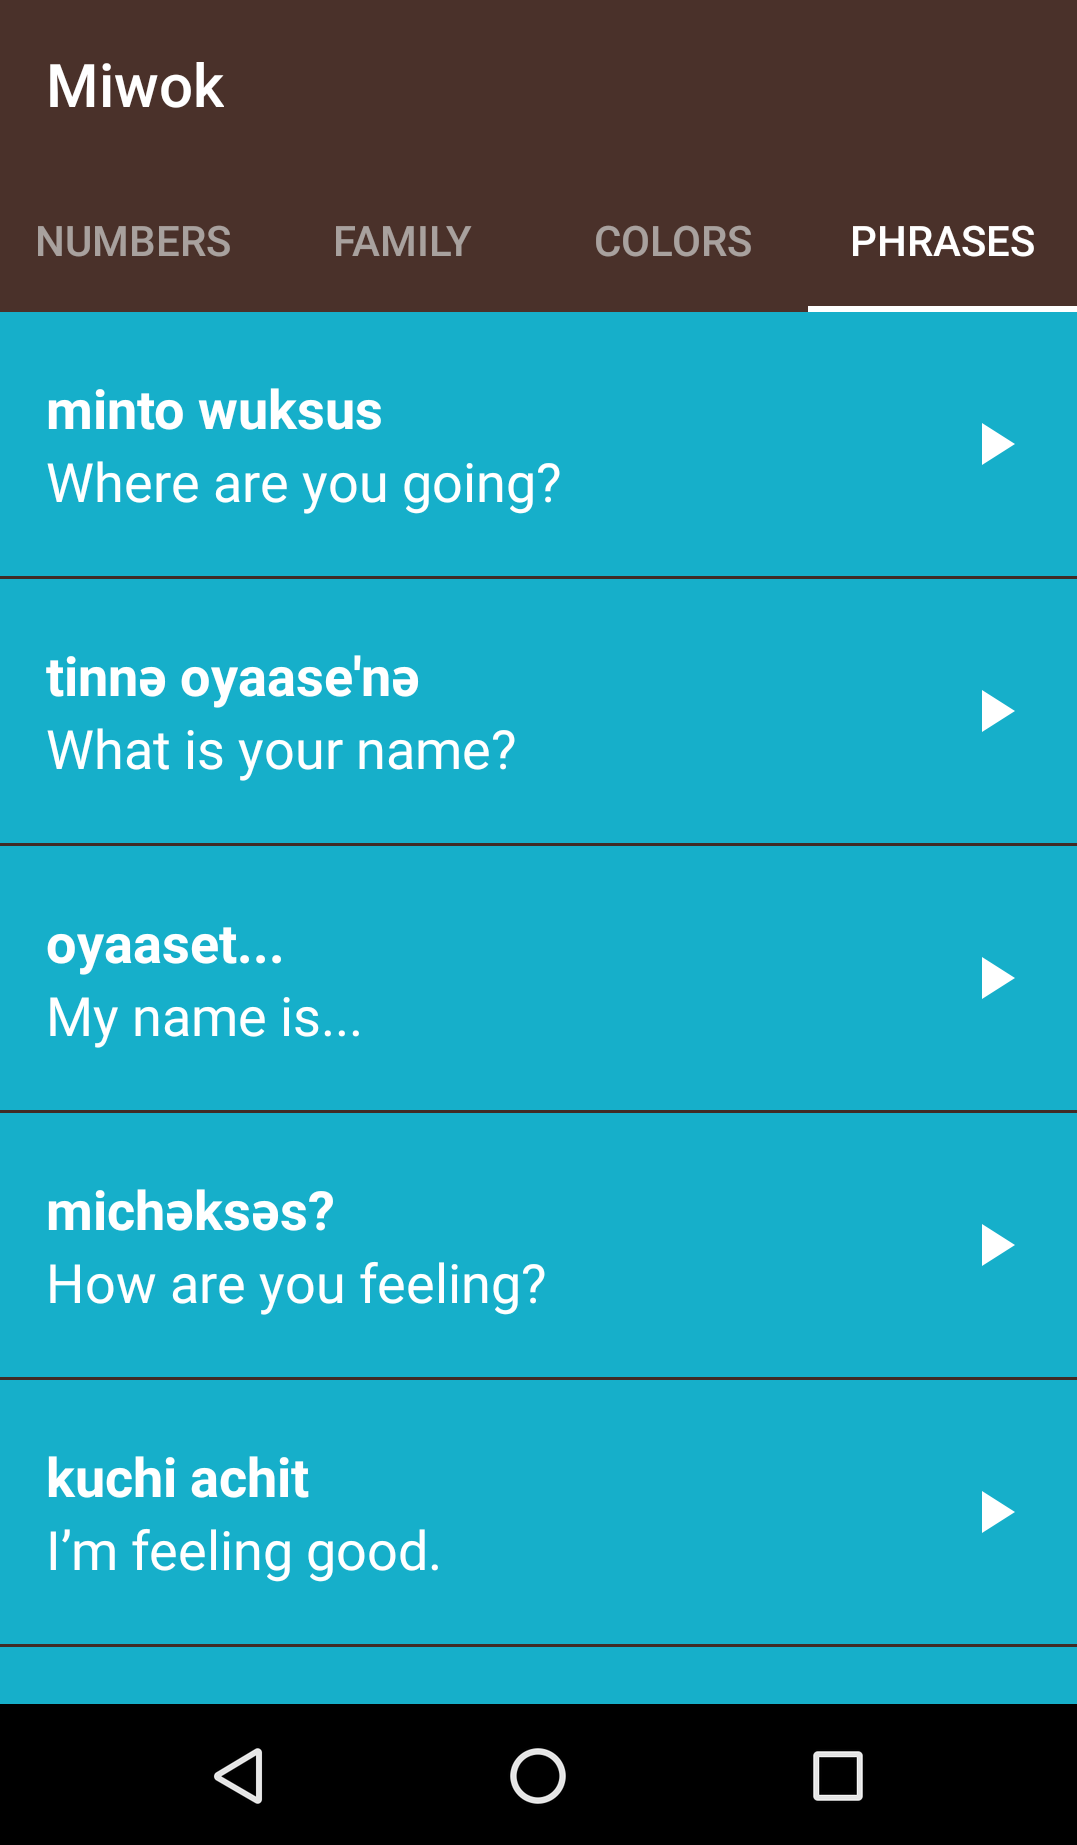 Miwok
NUMBERS FAMILY COLORS PHRASES
minto wuksus
Where are you going?
tinnə oyaase'nə
What is your name?
oyaaset...
My name is...
michəksəs?
How are you feeling?
kuchi achit
I’m feeling good.